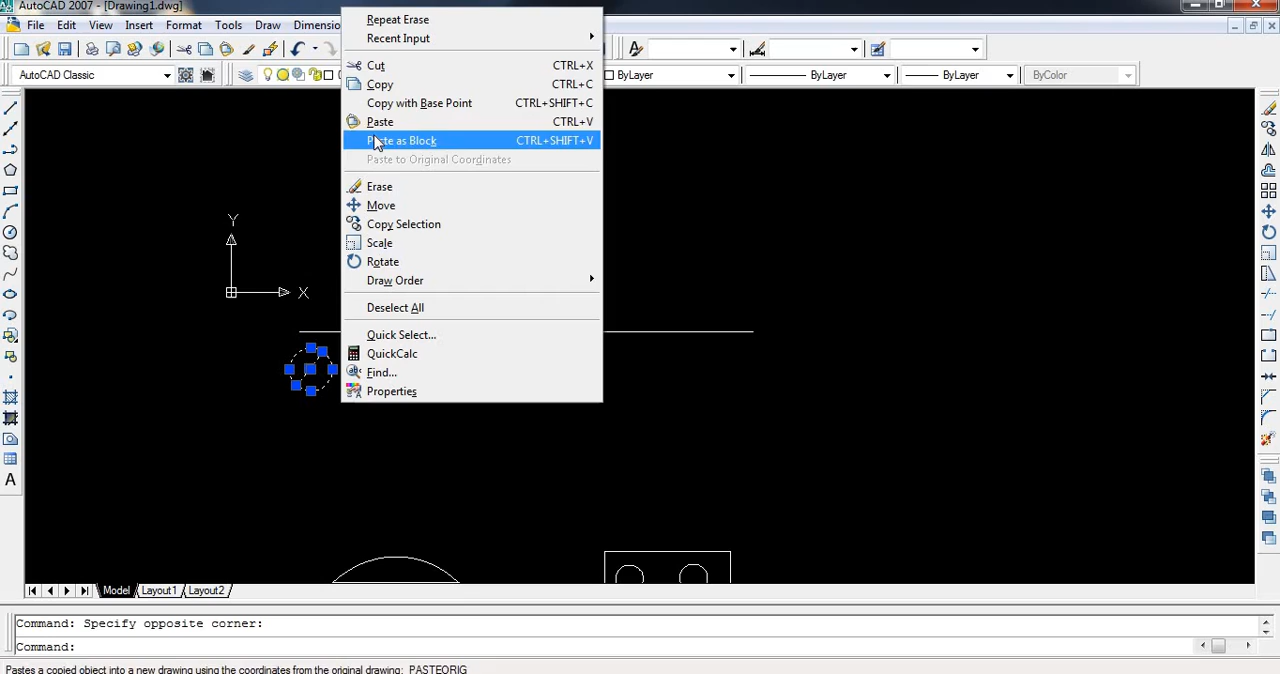 AutoCAD 2007 - [Drawing1.dwg]
File Edit View Insert Format Tools Draw Dimension
AutoCAD Classic
ByLayer
ByLayer
ByLayer
ByColor
Repeat Erase
Recent Input
Cut CTRL+X
Copy CTRL+C
Copy with Base Point CTRL+SHIFT+C
Paste CTRL+V
Paste as Block CTRL+SHIFT+V
Paste to Original Coordinates
Erase
Move
Copy Selection
Scale
Rotate
Draw Order
Deselect All
Quick Select...
QuickCalc
Find...
Properties
Y
X
A
Model Layout1 Layout2
Command: Specify opposite corner:
Command:
Pastes a copied object into a new drawing using the coordinates from the original drawing: PASTEORIG